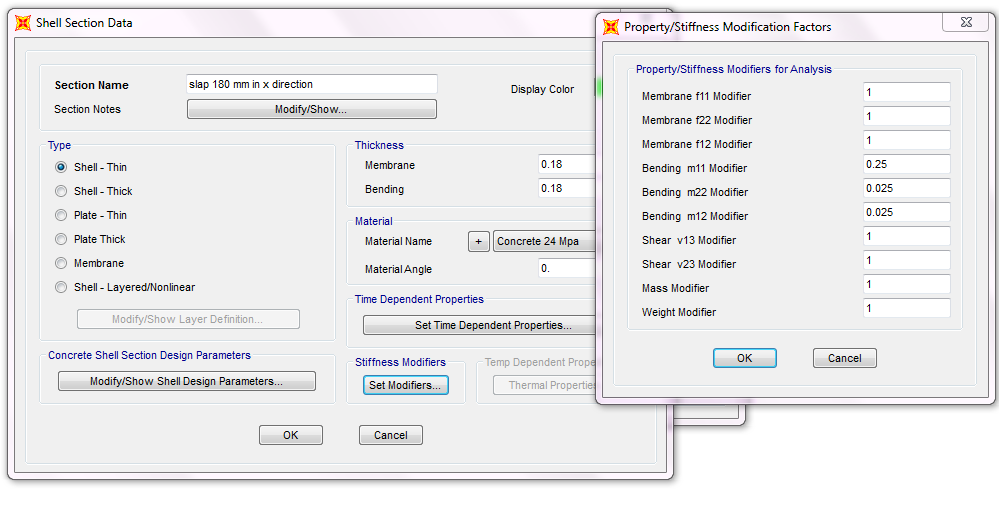 Shell Section Data
Section Name
slap 180 mm in x direction
Section Notes
Modify/Show...
Display Color
Type
Shell - Thin
Shell - Thick
Plate - Thin
Plate Thick
Membrane
Shell - Layered/Nonlinear
Modify/Show Layer Definition...
Concrete Shell Section Design Parameters
Modify/Show Shell Design Parameters...
Thickness
Membrane
0.18
Bending
0.18
Material
Material Name
+
Concrete 24 Mpa
Material Angle
0.
Time Dependent Properties
Set Time Dependent Properties...
Stiffness Modifiers
Set Modifiers...
Temp Dependent Prope
Thermal Properties
OK
Cancel
Property/Stiffness Modification Factors
Property/Stiffness Modifiers for Analysis
Membrane f11 Modifier
1
Membrane f22 Modifier
1
Membrane f12 Modifier
1
Bending m11 Modifier
0.25
Bending m22 Modifier
0.025
Bending m12 Modifier
0.025
Shear v13 Modifier
1
Shear v23 Modifier
1
Mass Modifier
1
Weight Modifier
1
OK
Cancel